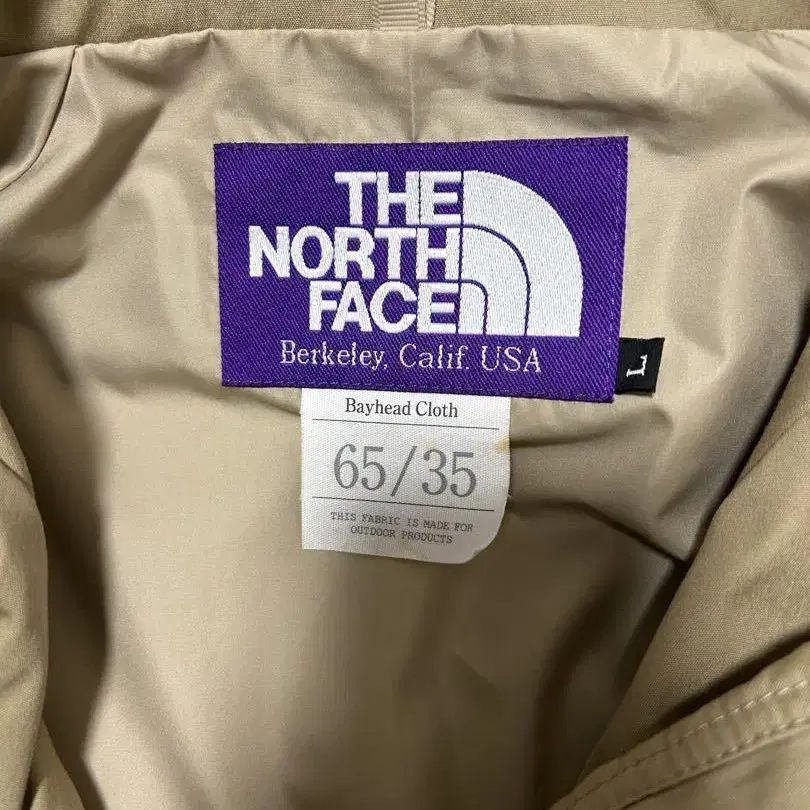 THE
NORTH
FACE
Berkeley, Calif. USA
L
Bayhead Cloth
65/35
THIS FABRIC IS MADE FOR
OUTDOOR PRODUCTS